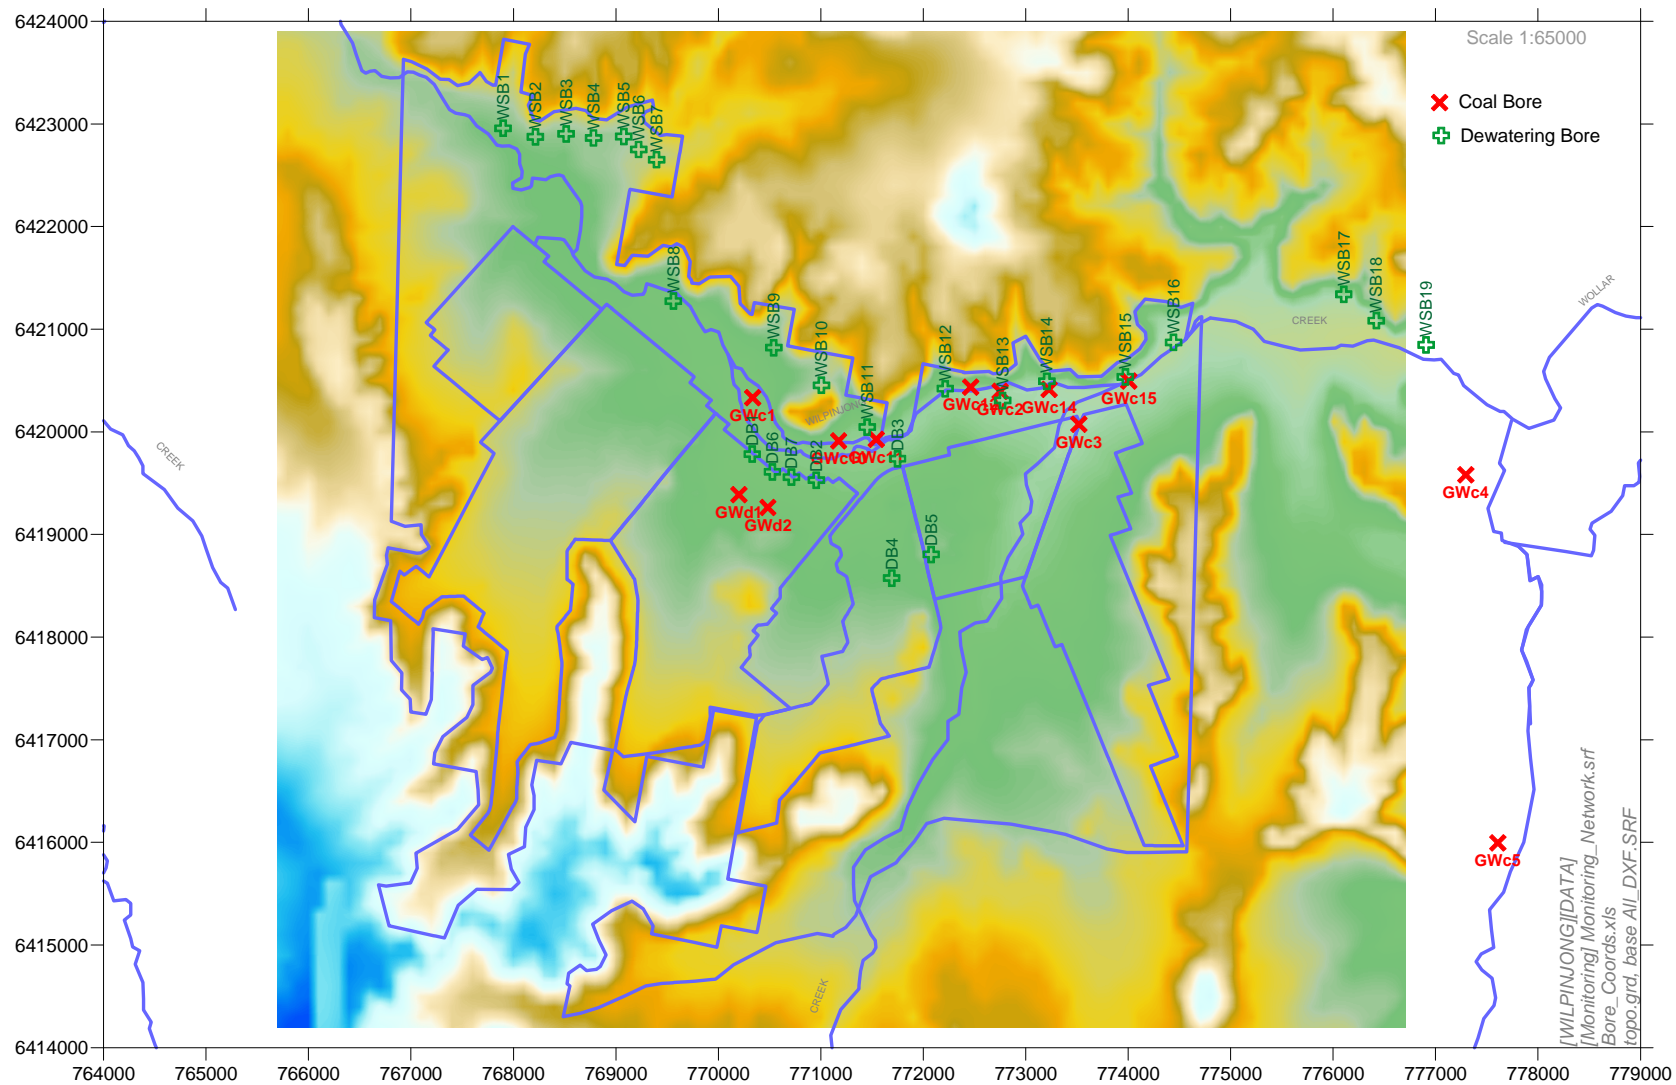 6424000
6423000
6422000
6421000
6420000
6419000
6418000
6417000
6416000
6415000
6414000
764000 765000 766000 767000 768000 769000 770000 771000 772000 773000 774000 775000 776000 777000 778000 779000
Scale 1:65000
Coal Bore
Dewatering Bore
WSB1
WSB2
WSB3
WSB4
WSB5
WSB6
WSB7
WSB8
WSB9
WSB10
WSB11
WSB12
WSB13
WSB14
WSB15
WSB16
WSB17
WSB18
WSB19
WOLLAR
CREEK
WILPINJONG
CREEK
CREEK
GWc1
GWc10
GWc11
GWc2
GWc14
GWc15
GWc3
GWc4
GWc5
GWd1
GWd2
DB1
DB6
DB7
DB2
DB3
DB4
DB5
[WILPINJONG][DATA]
[Monitoring] Monitoring_Network.srf
Bore_Coords.xls
topo.grd, base All_DXF.SRF